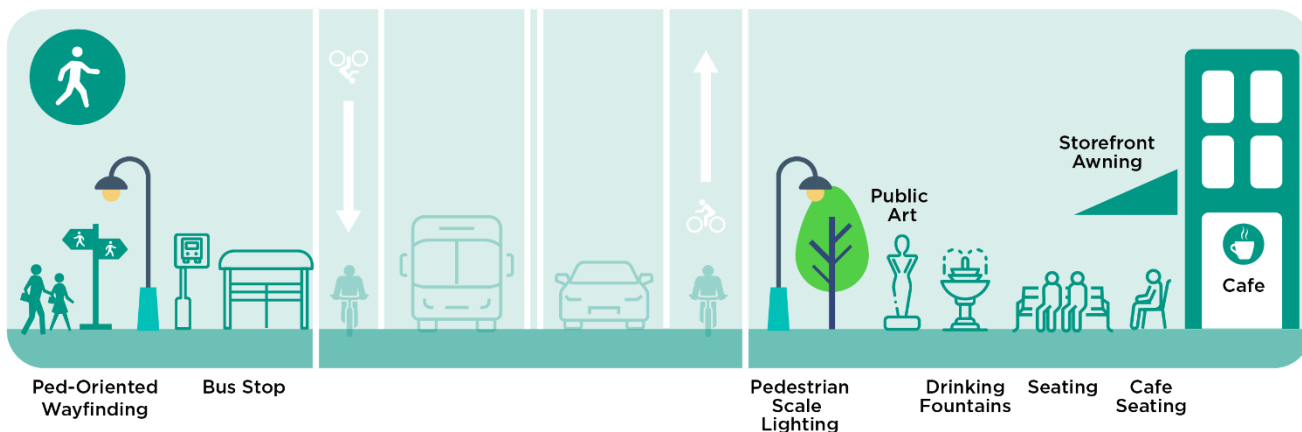 Storefront
Awning
Public
Art
Cafe
Ped-Oriented
Wayfinding
Bus Stop
Pedestrian
Scale
Lighting
Drinking
Fountains
Seating
Cafe
Seating